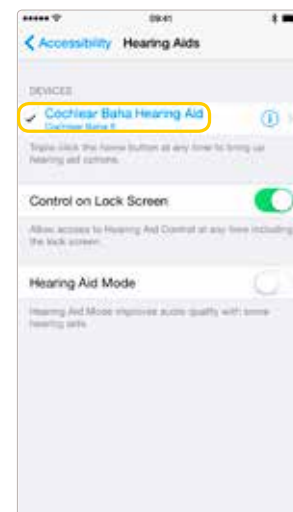 09:41
Accessibility Hearing Aids
DEVICES
Cochlear Baha Hearing Aid
Cochlear Baha 5
Triple-click the home button at any time to bring up
hearing aid options.
Control on Lock Screen
Allow access to Hearing Aid Control at any time including
the lock screen.
Hearing Aid Mode
Hearing Aid Mode improves audio quality with some
hearing aids.